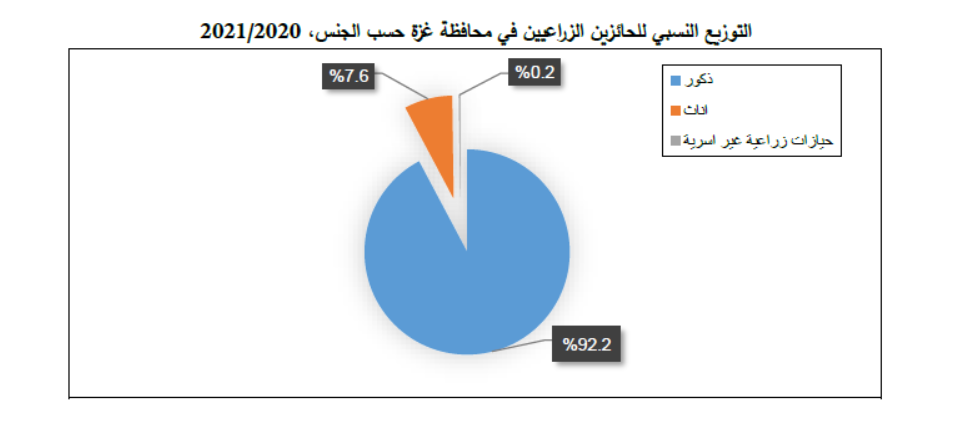 التوزيع النسبي للحائزين الزراعيين في محافظة غزة حسب الجنس، 2021/2020
%7.6
%0.2
ذكور
اناث
حيازات زراعية غير اسرية
%92.2